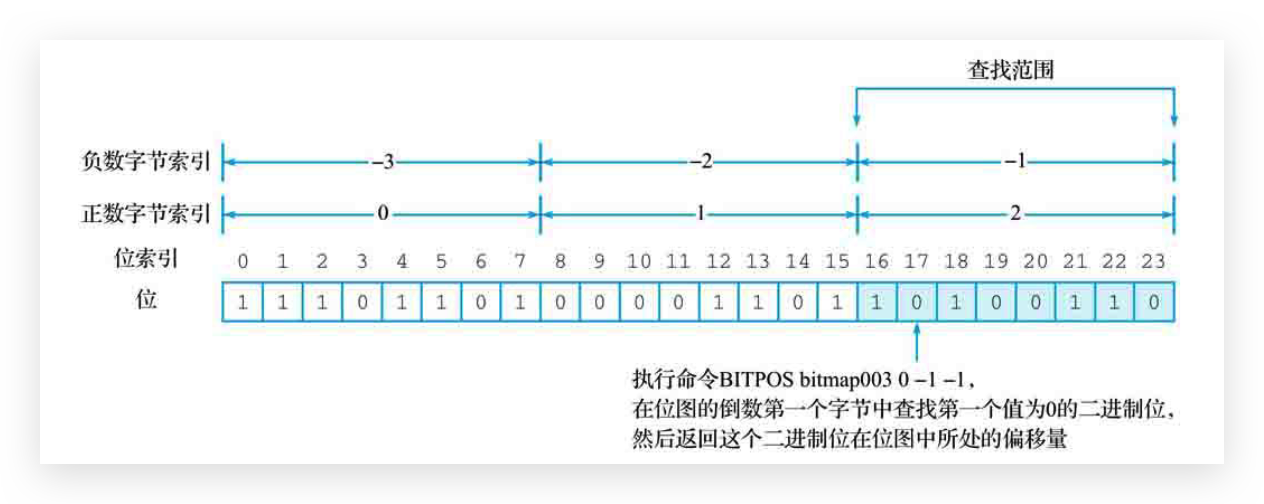 查找范围
负数字节索引 -3 -2 -1
正数字节索引 0 1 2
位索引 0 1 2 3 4 5 6 7 8 9 10 11 12 13 14 15 16 17 18 19 20 21 22 23
位 1 1 1 0 1 1 0 1 0 0 0 0 1 1 0 1 1 0 1 0 0 1 1 0
执行命令BITPOS bitmap003 0 -1 -1，
在位图的倒数第一个字节中查找第一个值为0的二进制位，
然后返回这个二进制位在位图中所处的偏移量